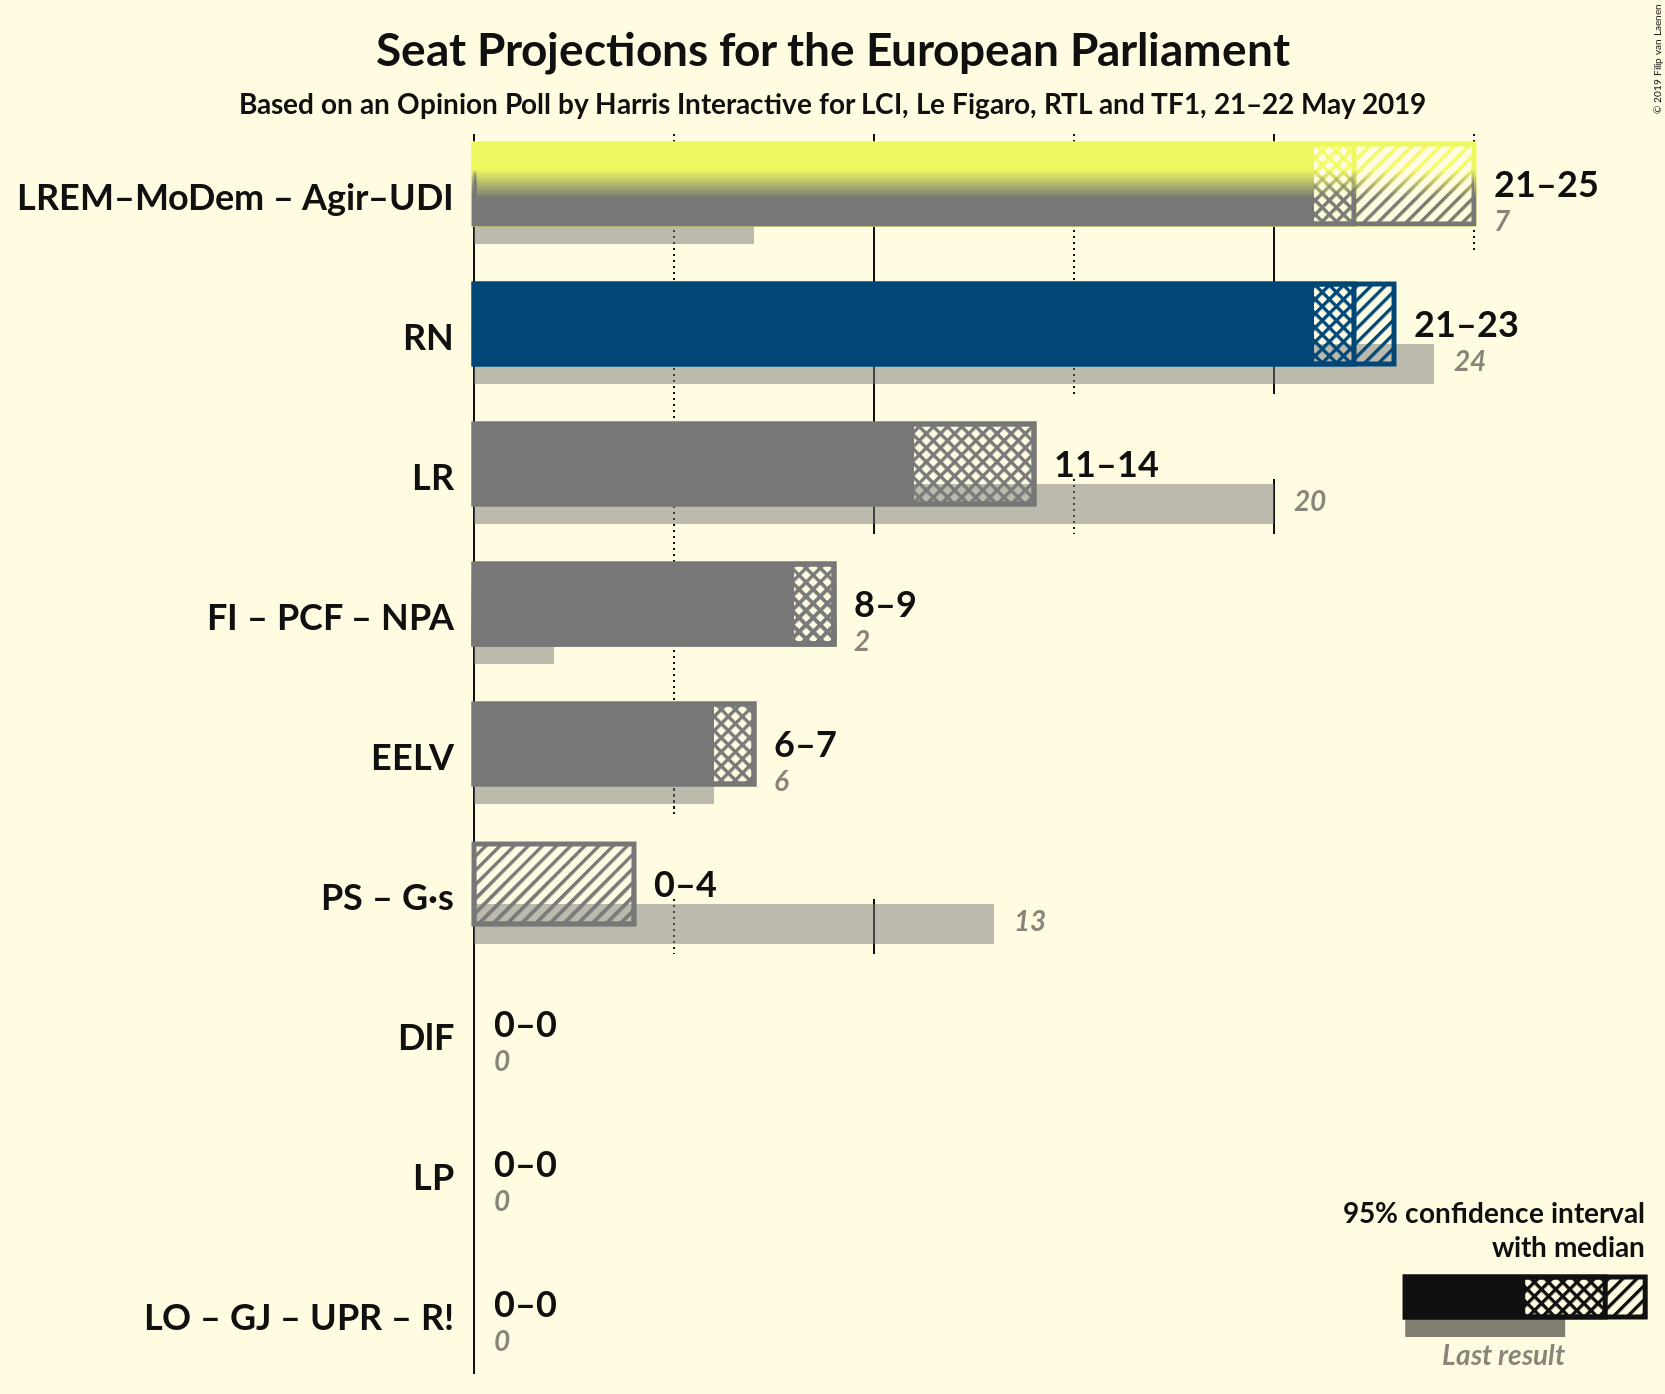 Seat Projections for the European Parliament
Based on an Opinion Poll by Harris Interactive for LCI, Le Figaro, RTL and TF1, 21–22 May 2019
© 2019 Filip van Laenen
LREM–MoDem – Agir–UDI
21–25
7
RN
21–23
24
LR
11–14
20
FI – PCF – NPA
8–9
2
EELV
6–7
6
PS – G·s
0–4
13
DlF
0–0
0
LP
0–0
0
LO – GJ – UPR – R!
0–0
0
95% confidence interval
with median
Last result